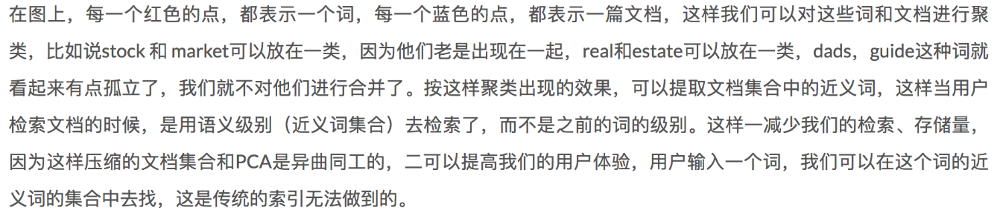 在图上，每一个红色的点，都表示一个词，每一个蓝色的点，都表示一篇文档，这样我们可以对这些词和文档进行聚
类，比如说stock 和 market可以放在一类，因为他们老是出现在一起，real和estate可以放在一类，dads，guide这种词就
看起来有点孤立了，我们就不对他们进行合并了。按这样聚类出现的效果，可以提取文档集合中的近义词，这样当用户
检索文档的时候，是用语义级别（近义词集合）去检索了，而不是之前的词的级别。这样一减少我们的检索、存储量，
因为这样压缩的文档集合和PCA是异曲同工的，二可以提高我们的用户体验，用户输入一个词，我们可以在这个词的近
义词的集合中去找，这是传统的索引无法做到的。